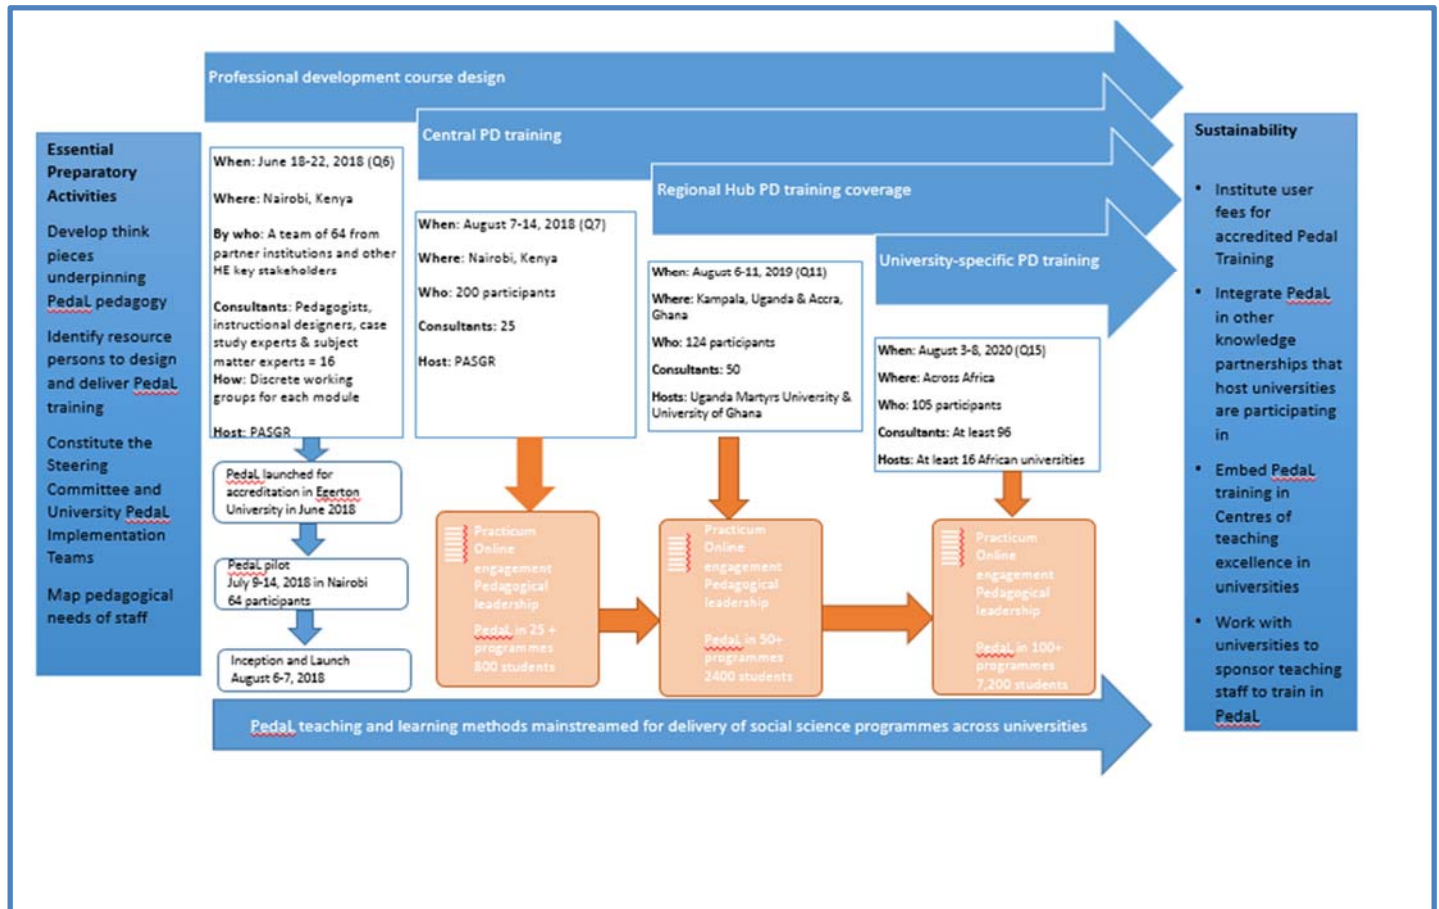 Professional development course design
Central PD training
Regional Hub PD training coverage
University-specific PD training
Essential
Preparatory
Activities
Develop think
pieces
underpinning
PedaL pedagogy
Identify resource
persons to design
and deliver PedaL
training
Constitute the
Steering
Committee and
University PedaL
Implementation
Teams
Map pedagogical
needs of staff
When: June 18-22, 2018 (Q6)
Where: Nairobi, Kenya
By who: A team of 64 from
partner institutions and other
HE key stakeholders
Consultants: Pedagogists,
instructional designers, case
study experts & subject
matter experts = 16
How: Discrete working
groups for each module
Host: PASGR
PedaL launched for
accreditation in Egerton
University in June 2018
PedaL pilot
July 9-14, 2018 in Nairobi
64 participants
Inception and Launch
August 6-7, 2018
When: August 7-14, 2018 (Q7)
Where: Nairobi, Kenya
Who: 200 participants
Consultants: 25
Host: PASGR
Practicum
Online
engagement
Pedagogical
leadership
PedaL in 25 +
programmes
800 students
When: August 6-11, 2019 (Q11)
Where: Kampala, Uganda & Accra,
Ghana
Who: 124 participants
Consultants: 50
Hosts: Uganda Martyrs University &
University of Ghana
Practicum
Online
engagement
Pedagogical
leadership
PedaL in 50+
programmes
2400 students
When: August 3-8, 2020 (Q15)
Where: Across Africa
Who: 105 participants
Consultants: At least 96
Hosts: At least 16 African universities
Practicum
Online
engagement
Pedagogical
leadership
PedaL in 100+
programmes
7,200 students
PedaL teaching and learning methods mainstreamed for delivery of social science programmes across universities
Sustainability
• Institute user
fees for
accredited Pedal
Training
• Integrate PedaL
in other
knowledge
partnerships that
host universities
are participating
in
• Embed PedaL
training in
Centres of
teaching
excellence in
universities
• Work with
universities to
sponsor teaching
staff to train in
PedaL